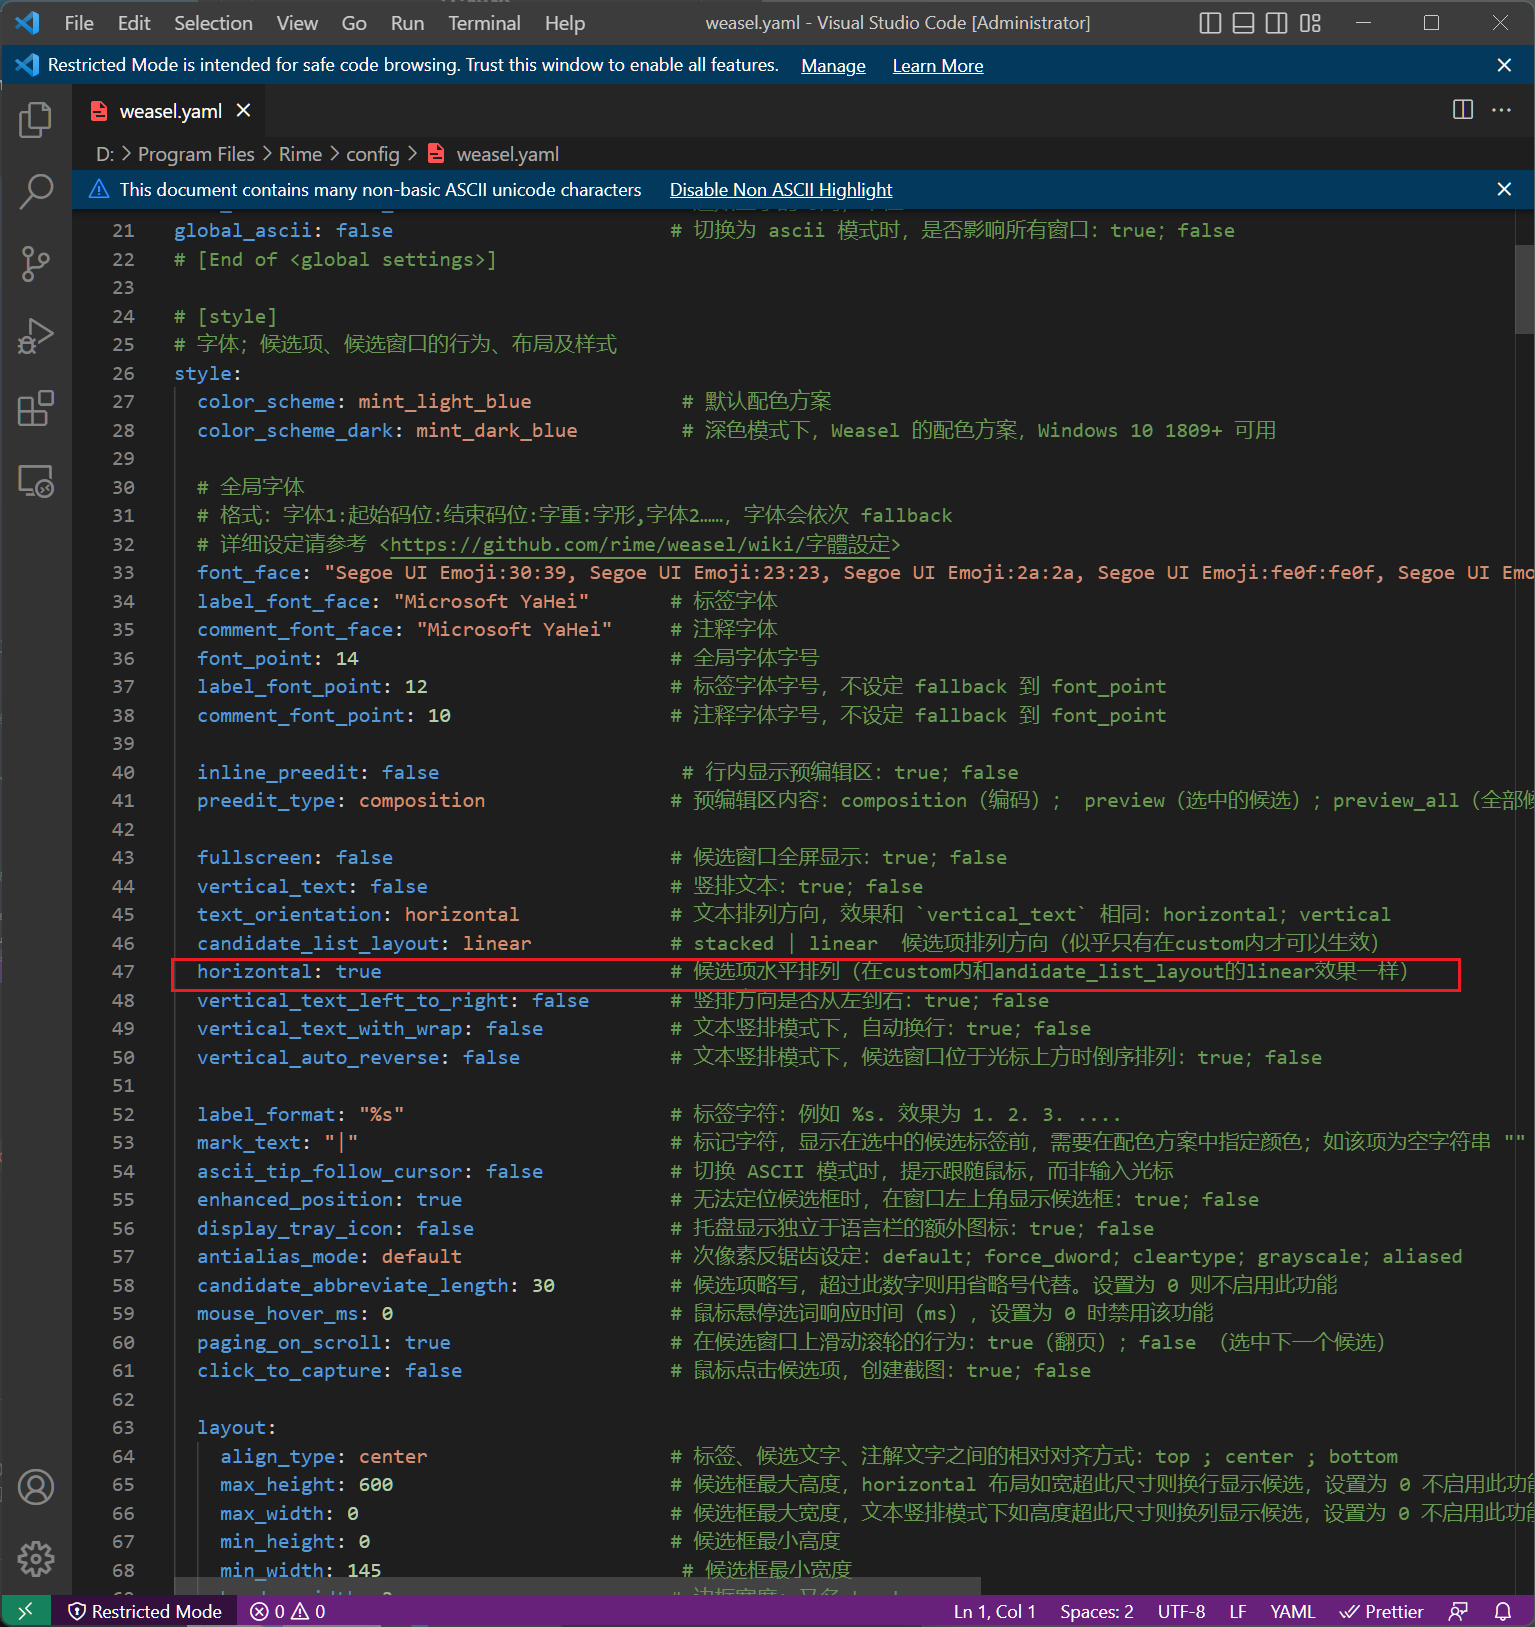 File Edit Selection View Go Run Terminal Help weasel.yaml - Visual Studio Code [Administrator]
Restricted Mode is intended for safe code browsing. Trust this window to enable all features. Manage Learn More
weasel.yaml
D: > Program Files > Rime > config > weasel.yaml
This document contains many non-basic ASCII unicode characters Disable Non ASCII Highlight
21 global_ascii: false # 切换为 ascii 模式时，是否影响所有窗口：true; false
22 # [End of <global settings>]
23
24 # [style]
25 # 字体；候选项、候选窗口的行为、布局及样式
26 style:
27 color_scheme: mint_light_blue # 默认配色方案
28 color_scheme_dark: mint_dark_blue # 深色模式下，Weasel 的配色方案，Windows 10 1809+ 可用
29
30 # 全局字体
31 # 格式：字体1:起始码位:结束码位:字重:字形,字体2……，字体会依次 fallback
32 # 详细设定请参考 <https://github.com/rime/weasel/wiki/字體設定>
33 font_face: "Segoe UI Emoji:30:39, Segoe UI Emoji:23:23, Segoe UI Emoji:2a:2a, Segoe UI Emoji:fe0f:fe0f, Segoe UI Emo
34 label_font_face: "Microsoft YaHei" # 标签字体
35 comment_font_face: "Microsoft YaHei" # 注释字体
36 font_point: 14 # 全局字体字号
37 label_font_point: 12 # 标签字体字号，不设定 fallback 到 font_point
38 comment_font_point: 10 # 注释字体字号，不设定 fallback 到 font_point
39
40 inline_preedit: false # 行内显示预编辑区：true; false
41 preedit_type: composition # 预编辑区内容：composition（编码）; preview（选中的候选）; preview_all（全部候
42
43 fullscreen: false # 候选窗口全屏显示：true; false
44 vertical_text: false # 竖排文本：true; false
45 text_orientation: horizontal # 文本排列方向，效果和 `vertical_text` 相同：horizontal; vertical
46 candidate_list_layout: linear # stacked | linear 候选项排列方向（似乎只有在custom内才可以生效）
47 horizontal: true # 候选项水平排列（在custom内和andidate_list_layout的linear效果一样）
48 vertical_text_left_to_right: false # 竖排方向是否从左到右：true; false
49 vertical_text_with_wrap: false # 文本竖排模式下，自动换行：true; false
50 vertical_auto_reverse: false # 文本竖排模式下，候选窗口位于光标上方时倒序排列：true; false
51
52 label_format: "%s" # 标签字符：例如 %s. 效果为 1. 2. 3. ....
53 mark_text: "|" # 标记字符，显示在选中的候选标签前，需要在配色方案中指定颜色；如该项为空字符串 ""
54 ascii_tip_follow_cursor: false # 切换 ASCII 模式时，提示跟随鼠标，而非输入光标
55 enhanced_position: true # 无法定位候选框时，在窗口左上角显示候选框：true; false
56 display_tray_icon: false # 托盘显示独立于语言栏的额外图标：true; false
57 antialias_mode: default # 次像素反锯齿设定：default; force_dword; cleartype; grayscale; aliased
58 candidate_abbreviate_length: 30 # 候选项略写，超过此数字则用省略号代替。设置为 0 则不启用此功能
59 mouse_hover_ms: 0 # 鼠标悬停选词响应时间（ms）, 设置为 0 时禁用该功能
60 paging_on_scroll: true # 在候选窗口上滑动滚轮的行为：true（翻页）; false （选中下一个候选）
61 click_to_capture: false # 鼠标点击候选项，创建截图：true; false
62
63 layout:
64 align_type: center # 标签、候选文字、注解文字之间的相对对齐方式：top ; center ; bottom
65 max_height: 600 # 候选框最大高度，horizontal 布局如宽超此尺寸则换行显示候选，设置为 0 不启用此功能
66 max_width: 0 # 候选框最大宽度，文本竖排模式下如高度超此尺寸则换列显示候选，设置为 0 不启用此功能
67 min_height: 0 # 候选框最小高度
68 min_width: 145 # 候选框最小宽度
Restricted Mode 0 0 Ln 1, Col 1 Spaces: 2 UTF-8 LF YAML Prettier